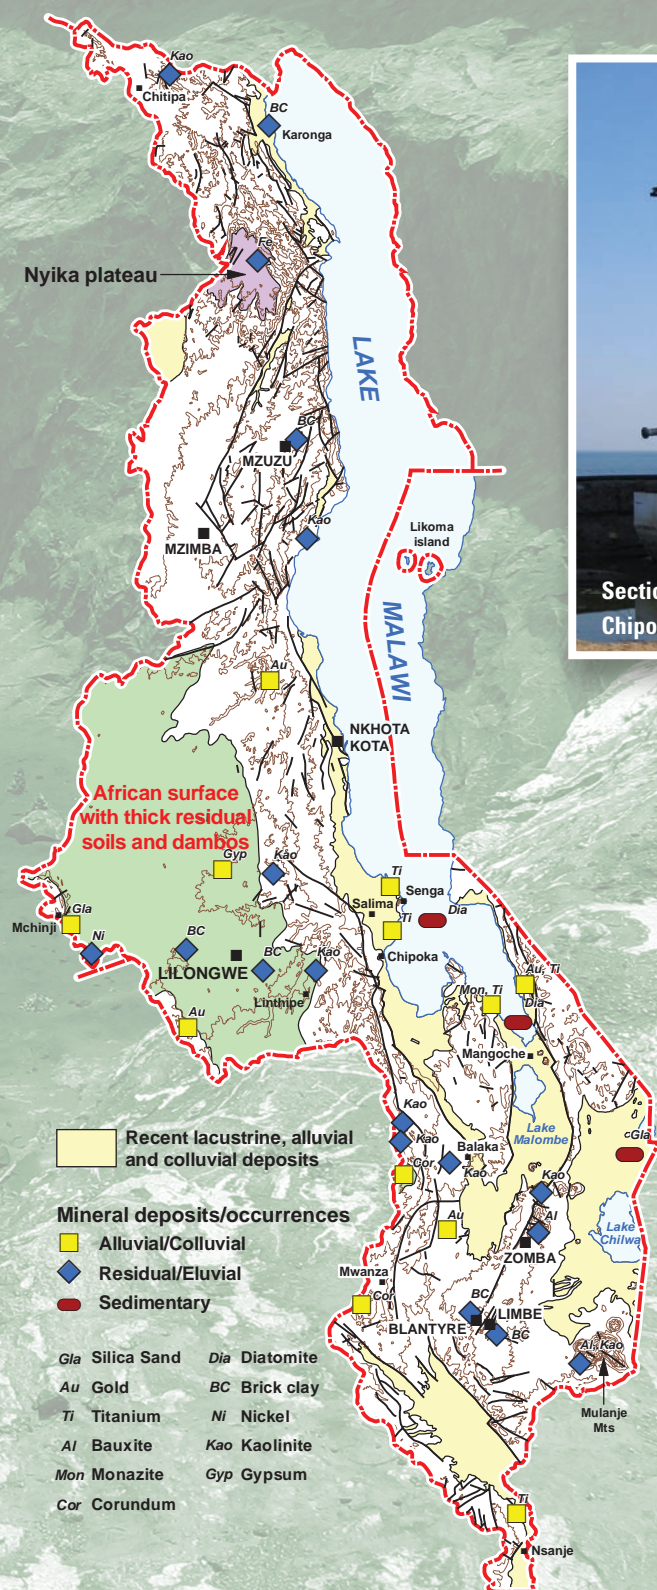 Kao
Chitipa
BC
Karonga
Fe
Nyika plateau
LAKE
BC
MZUZU
Kao
MZIMBA
Likoma
island
Sectio
Chipo
MALAWI
Au
NKHOTA
KOTA
African surface
with thick residual
soils and dambos
Gyp
Kao
Ti
Senga
Salima
Dia
Gla
Mchinji
Ti
Ni
BC
BC
Kao
Chipoka
LILONGWE
Linthipe
Au, Ti
Mon, Ti
Dia
Au
Mangoche
Kao
Lake
Malombe
Gla
Kao
Balaka
Kao
Cor
Kao
Au
Al
Lake
Chilwa
ZOMBA
Mwanza
Cor
BC
LIMBE
BLANTYRE
BC
Al, Kao
Mulanje
Mts
Ti
Nsanje
Recent lacustrine, alluvial
and colluvial deposits
Mineral deposits/occurrences
Alluvial/Colluvial
Residual/Eluvial
Sedimentary
Gla Silica Sand
Dia Diatomite
Au Gold
BC Brick clay
Ti Titanium
Ni Nickel
Al Bauxite
Kao Kaolinite
Mon Monazite
Gyp Gypsum
Cor Corundum